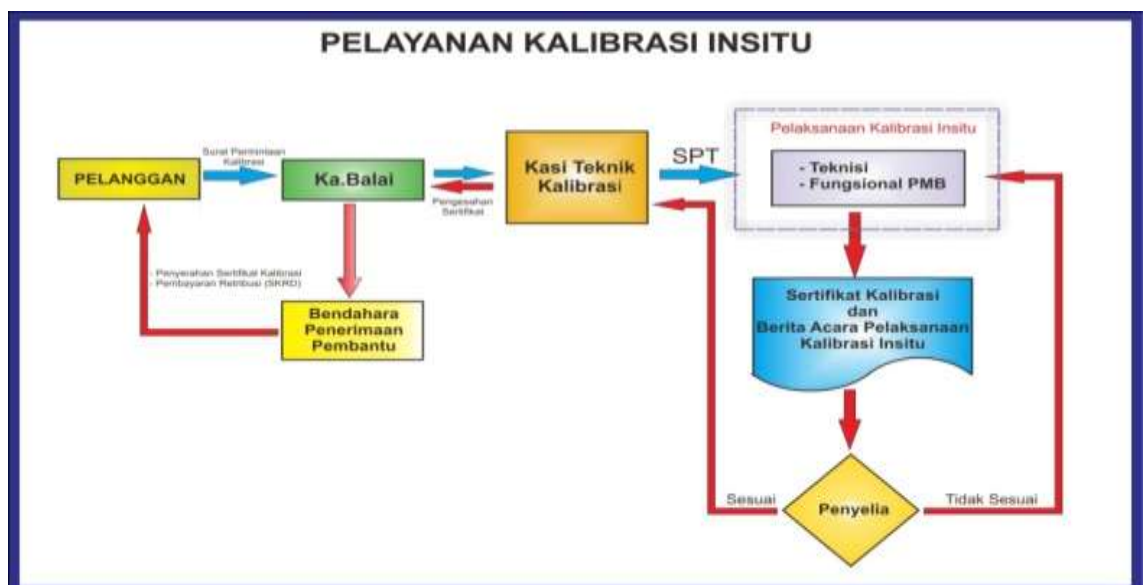 PELAYANAN KALIBRASI INSITU
PELANGGAN
Surat Permintaan
Kalibrasi
Ka.Balai
Pengesahan
Sertifikat
Kasi Teknik
Kalibrasi
SPT
Pelaksanaan Kalibrasi Insitu
- Teknisi
- Fungsional PMB
- Penyerahan Sertifikat Kalibrasi
- Pembayaran Retribusi (SKRD)
Bendahara
Penerimaan
Pembantu
Sertifikat Kalibrasi
dan
Berita Acara Pelaksanaan
Kalibrasi Insitu
Sesuai
Penyelia
Tidak Sesuai